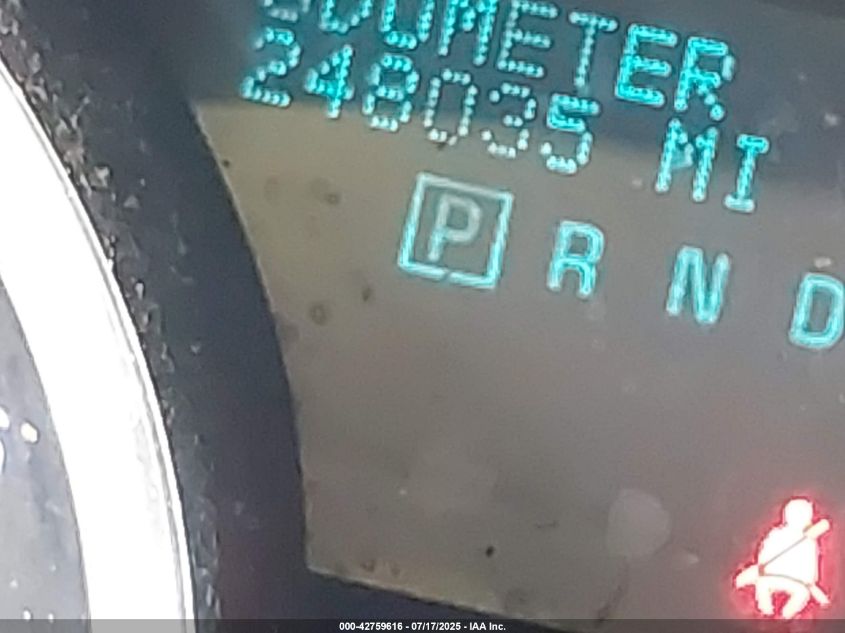 ODOMETER
248035 MI
P R N D
000-42759616 - 07/17/2025 - IAA Inc.